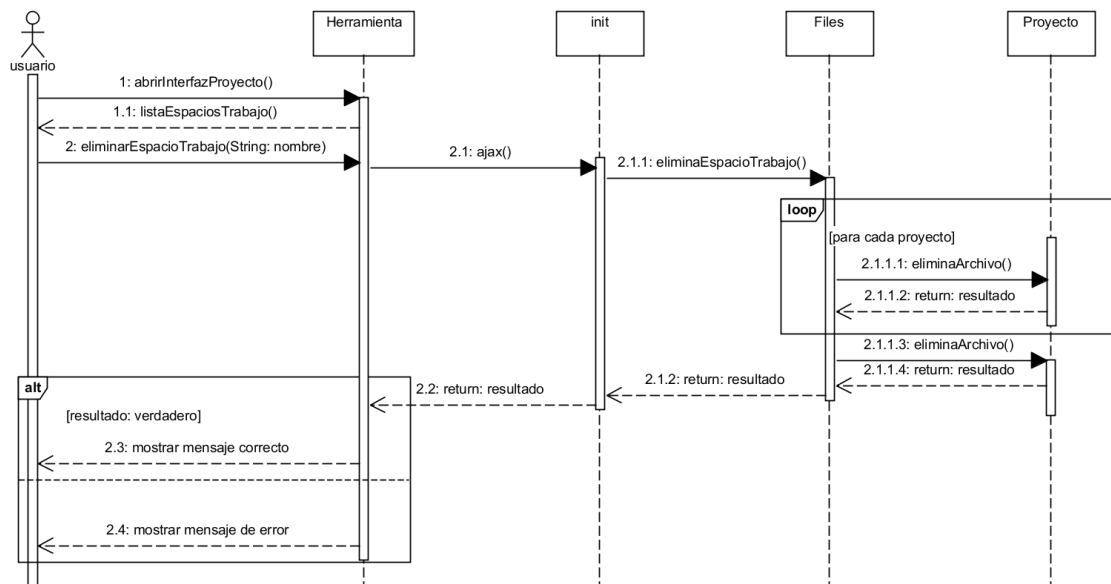 Herramienta
init
Files
Proyecto
usuario
1: abrirInterfazProyecto()
1.1: listaEspaciosTrabajo()
2: eliminarEspacioTrabajo(String: nombre)
2.1: ajax()
2.1.1: eliminaEspacioTrabajo()
loop
[para cada proyecto]
2.1.1.1: eliminaArchivo()
2.1.1.2: return: resultado
2.1.1.3: eliminaArchivo()
2.1.1.4: return: resultado
2.1.2: return: resultado
2.2: return: resultado
alt
[resultado: verdadero]
2.3: mostrar mensaje correcto
2.4: mostrar mensaje de error